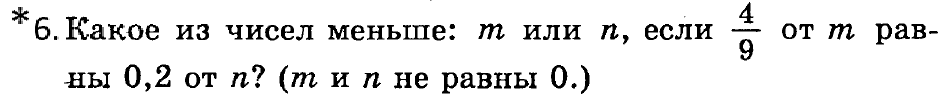 *6. Какое из чисел меньше: m или n, если 4/9 от m рав-
ны 0,2 от n? (m и n не равны 0.)